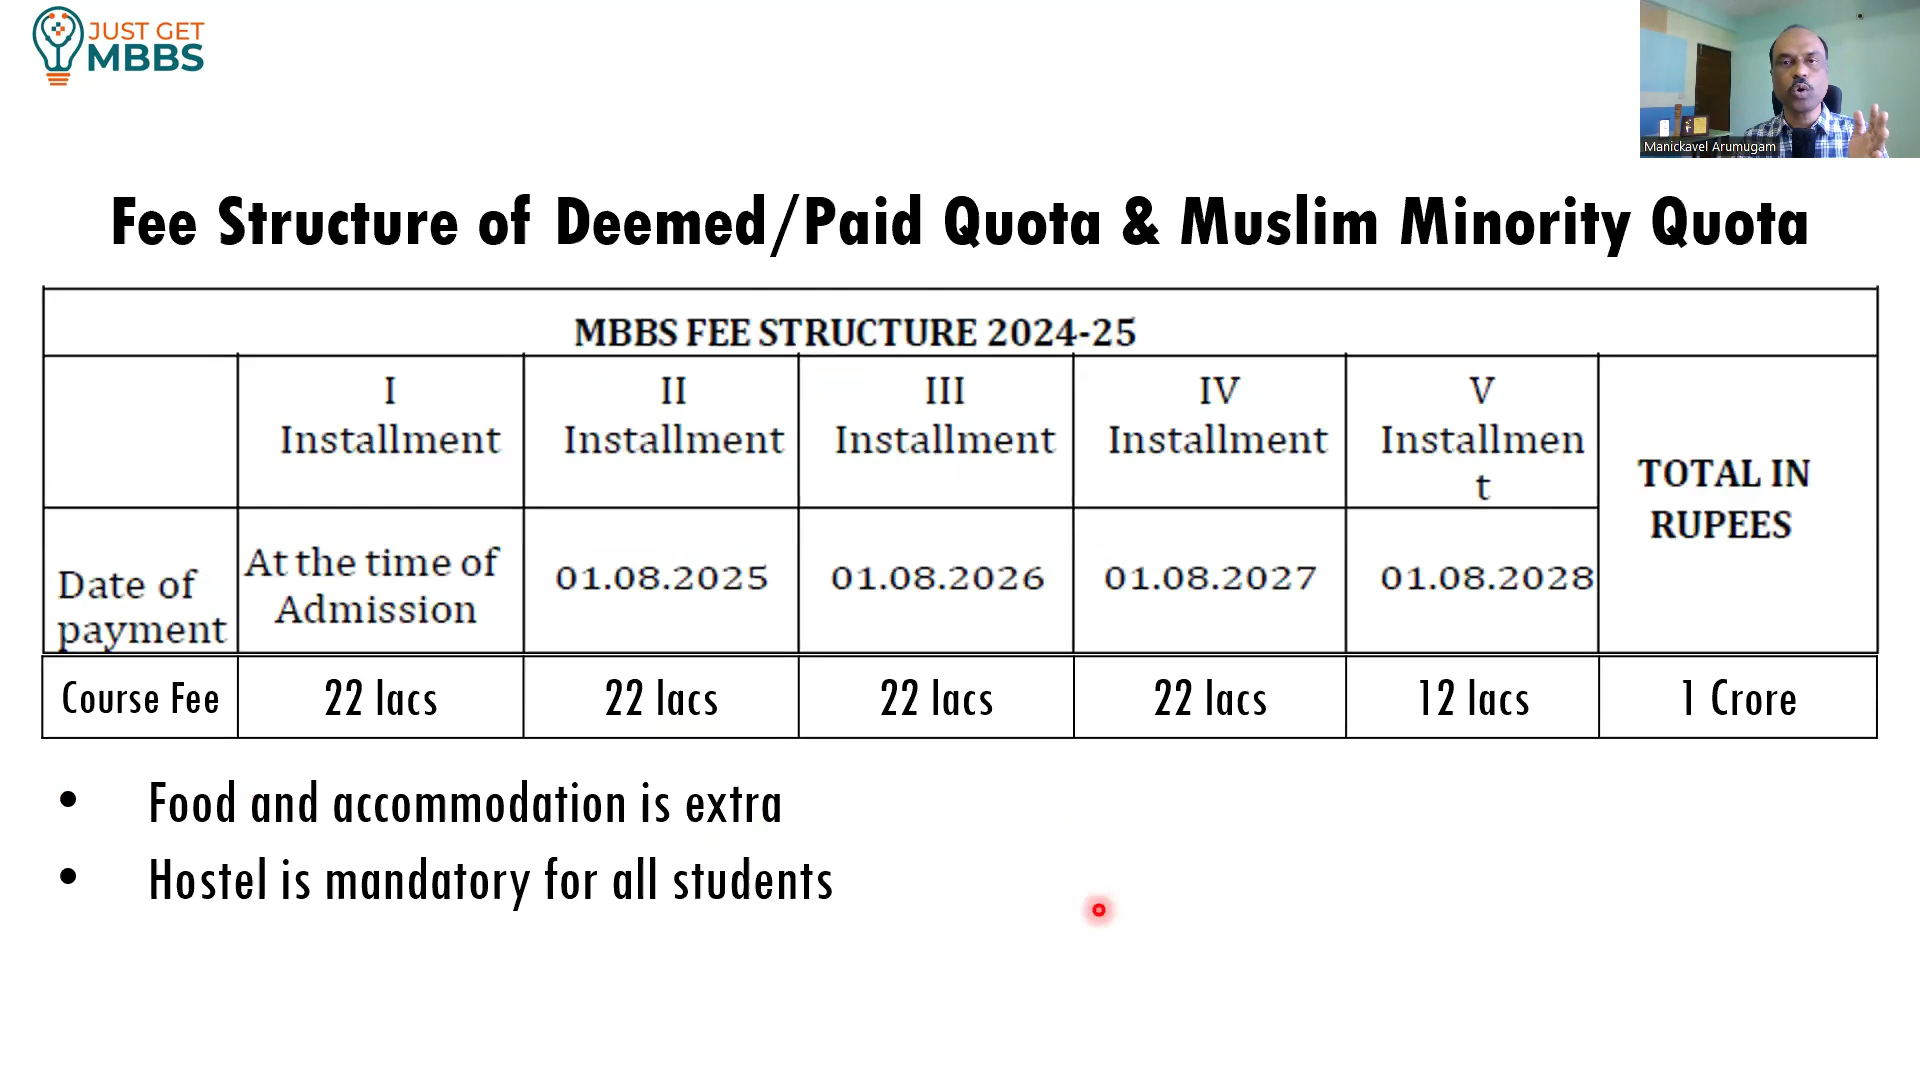 JUST GET
MBBS
Manickavel Arumugam
Fee Structure of Deemed/Paid Quota & Muslim Minority Quota
MBBS FEE STRUCTURE 2024-25
I
Installment
II
Installment
III
Installment
IV
Installment
V
Installmen
t
TOTAL IN
RUPEES
Date of
payment
At the time of
Admission
01.08.2025
01.08.2026
01.08.2027
01.08.2028
Course Fee
22 lacs
22 lacs
22 lacs
22 lacs
12 lacs
1 Crore
• Food and accommodation is extra
• Hostel is mandatory for all students